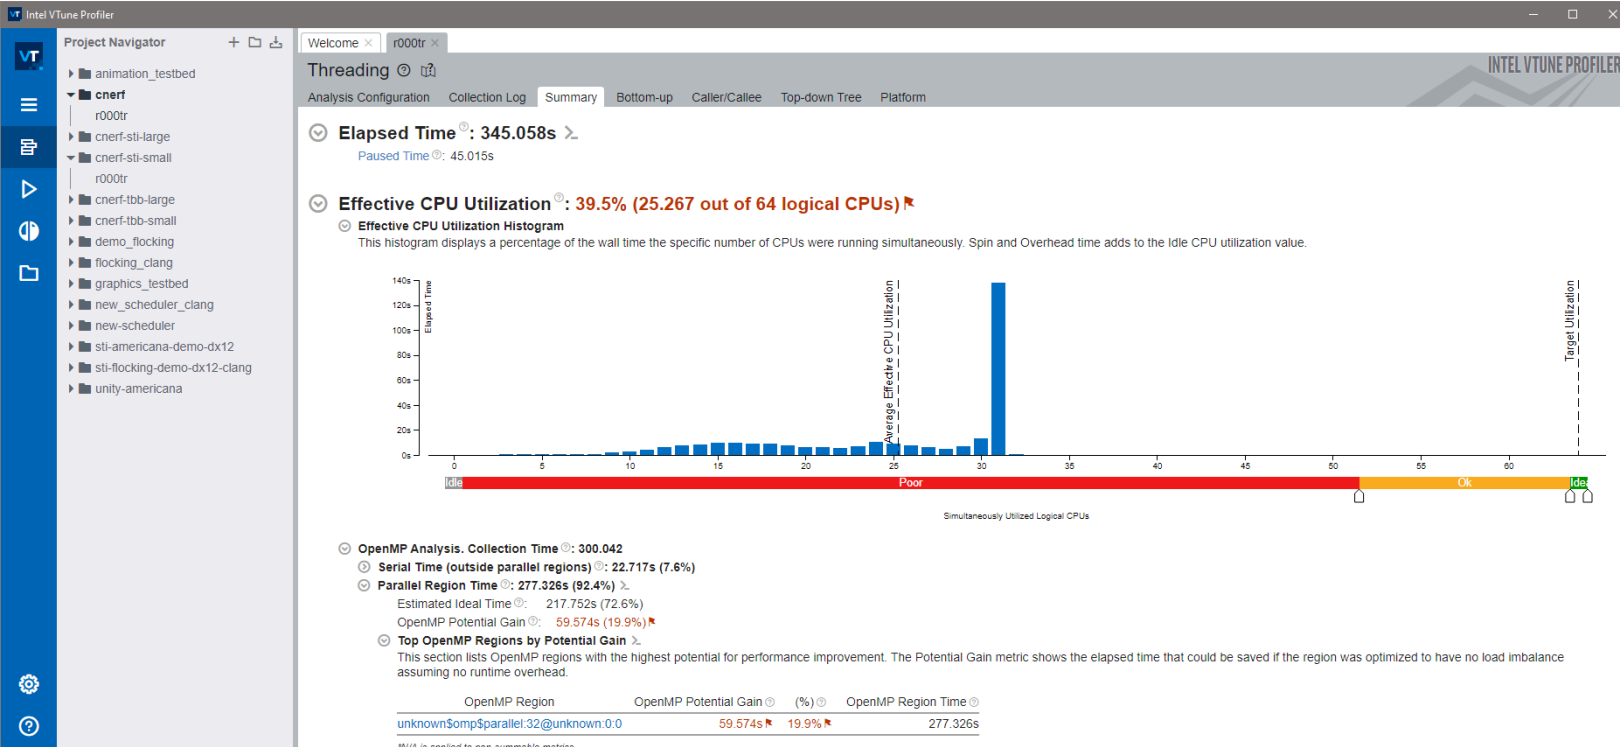 VT Intel VTune Profiler
VT
Project Navigator
animation_testbed
cnerf
r000tr
cnerf-sti-large
cnerf-sti-small
r000tr
cnerf-tbb-large
cnerf-tbb-small
demo_flocking
flocking_clang
graphics_testbed
new_scheduler_clang
new-scheduler
sti-americana-demo-dx12
sti-flocking-demo-dx12-clang
unity-americana
Welcome r000tr
Threading
INTEL VTUNE PROFILER
Analysis Configuration Collection Log Summary Bottom-up Caller/Callee Top-down Tree Platform
Elapsed Time: 345.058s
Paused Time: 45.015s
Effective CPU Utilization: 39.5% (25.267 out of 64 logical CPUs)
Effective CPU Utilization Histogram
This histogram displays a percentage of the wall time the specific number of CPUs were running simultaneously. Spin and Overhead time adds to the Idle CPU utilization value.
140s
120s
100s
80s
60s
40s
20s
0s
Elapsed Time
Average Effective CPU Utilization
Target Utilization
0 5 10 15 20 25 30 35 40 45 50 55 60
Idle Poor Ok Idea
Simultaneously Utilized Logical CPUs
OpenMP Analysis. Collection Time: 300.042
Serial Time (outside parallel regions): 22.717s (7.6%)
Parallel Region Time: 277.326s (92.4%)
Estimated Ideal Time: 217.752s (72.6%)
OpenMP Potential Gain: 59.574s (19.9%)
Top OpenMP Regions by Potential Gain
This section lists OpenMP regions with the highest potential for performance improvement. The Potential Gain metric shows the elapsed time that could be saved if the region was optimized to have no load imbalance
assuming no runtime overhead.
OpenMP Region OpenMP Potential Gain (%) OpenMP Region Time
unknown$omp$parallel:32@unknown:0:0 59.574s 19.9% 277.326s
*N/A is applied to non-summable metrics.